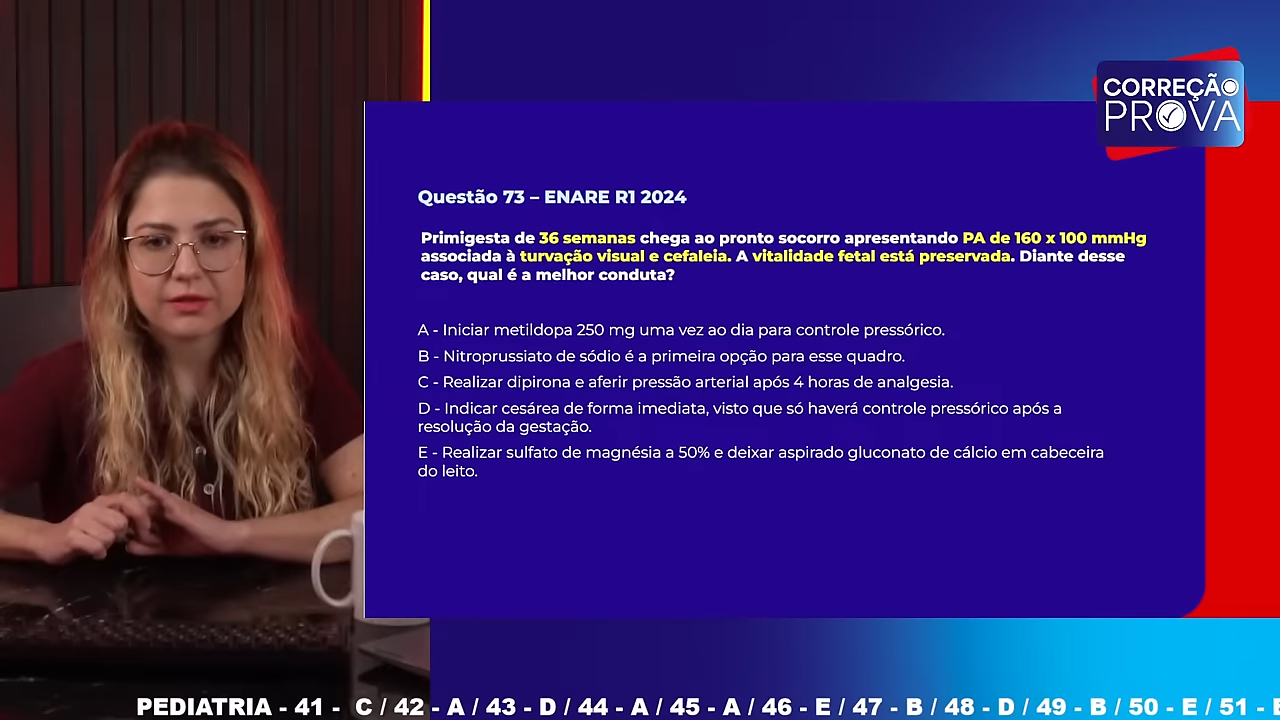 CORREÇÃO
PROVA
Questão 73 – ENARE R1 2024
Primigesta de 36 semanas chega ao pronto socorro apresentando PA de 160 x 100 mmHg
associada à turvação visual e cefaleia. A vitalidade fetal está preservada. Diante desse
caso, qual é a melhor conduta?
A - Iniciar metildopa 250 mg uma vez ao dia para controle pressórico.
B - Nitroprussiato de sódio é a primeira opção para esse quadro.
C - Realizar dipirona e aferir pressão arterial após 4 horas de analgesia.
D - Indicar cesárea de forma imediata, visto que só haverá controle pressórico após a
resolução da gestação.
E - Realizar sulfato de magnésia a 50% e deixar aspirado gluconato de cálcio em cabeceira
do leito.
PEDIATRIA - 41 - C / 42 - A / 43 - D / 44 - A / 45 - A / 46 - E / 47 - B / 48 - D / 49 - B / 50 - E / 51 -